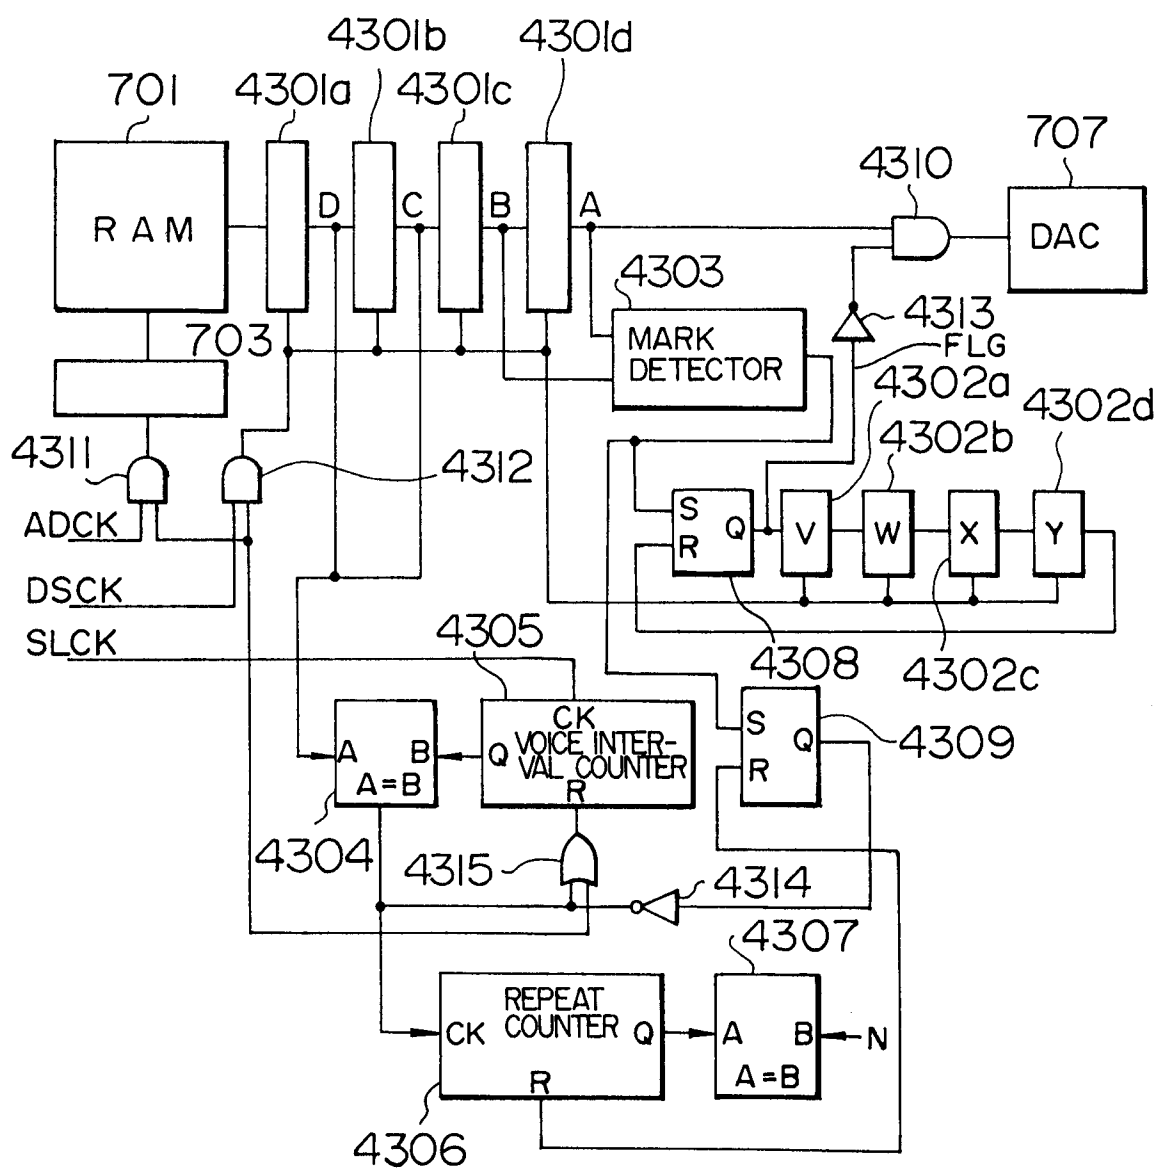 4301b
4301d
701
4301a
4301c
707
4310
RAM
D
C
B
A
DAC
4303
MARK
DETECTOR
4313
FLG
703
4302a
4302d
4302b
4311
4312
ADCK
S
R
Q
V
W
X
Y
DSCK
SLCK
4305
4308
4302c
CK
VOICE INTER-
VAL COUNTER
Q
R
A
B
A=B
S
R
Q
4309
4304
4315
4314
4307
REPEAT
COUNTER
CK
Q
R
A
B
A=B
N
4306